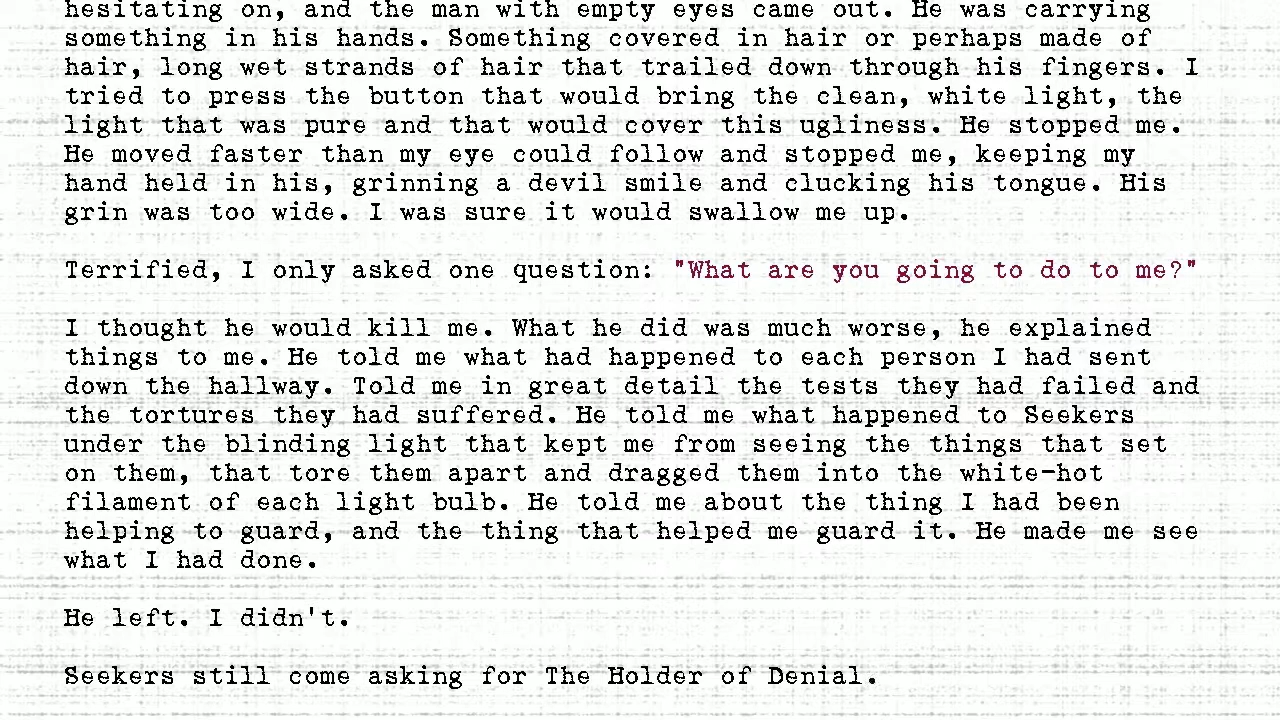 hesitating on, and the man with empty eyes came out. He was carrying
something in his hands. Something covered in hair or perhaps made of
hair, long wet strands of hair that trailed down through his fingers. I
tried to press the button that would bring the clean, white light, the
light that was pure and that would cover this ugliness. He stopped me.
He moved faster than my eye could follow and stopped me, keeping my
hand held in his, grinning a devil smile and clucking his tongue. His
grin was too wide. I was sure it would swallow me up.
Terrified, I only asked one question: "What are you going to do to me?"
I thought he would kill me. What he did was much worse, he explained
things to me. He told me what had happened to each person I had sent
down the hallway. Told me in great detail the tests they had failed and
the tortures they had suffered. He told me what happened to Seekers
under the blinding light that kept me from seeing the things that set
on them, that tore them apart and dragged them into the white-hot
filament of each light bulb. He told me about the thing I had been
helping to guard, and the thing that helped me guard it. He made me see
what I had done.
He left. I didn't.
Seekers still come asking for The Holder of Denial.